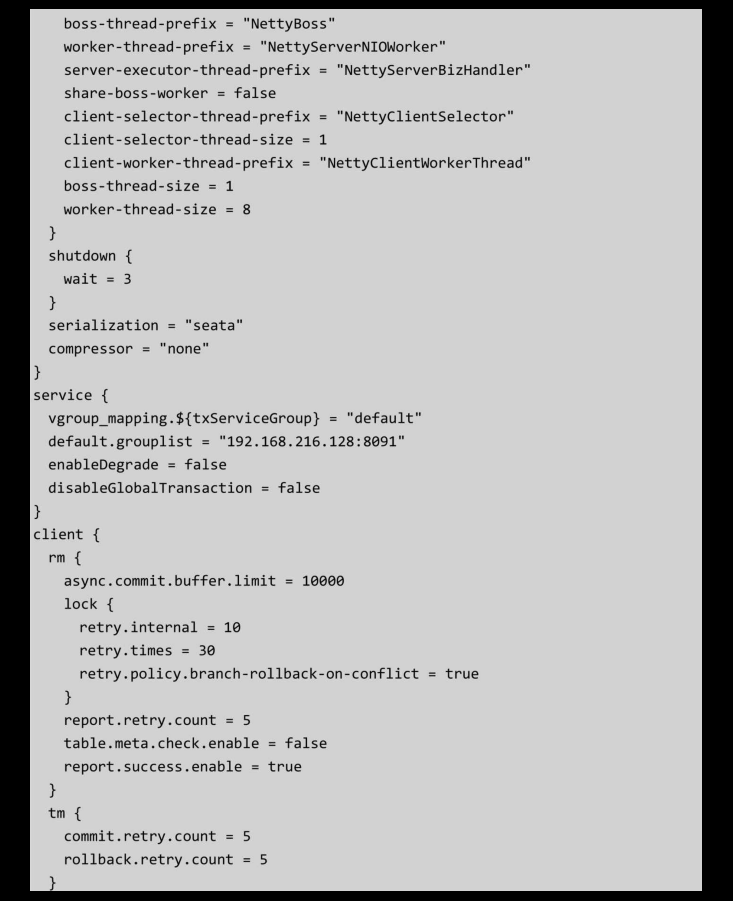 boss-thread-prefix = "NettyBoss"
worker-thread-prefix = "NettyServerNIOWorker"
server-executor-thread-prefix = "NettyServerBizHandler"
share-boss-worker = false
client-selector-thread-prefix = "NettyClientSelector"
client-selector-thread-size = 1
client-worker-thread-prefix = "NettyClientWorkerThread"
boss-thread-size = 1
worker-thread-size = 8
}
shutdown {
wait = 3
}
serialization = "seata"
compressor = "none"
}
service {
vgroup_mapping.${txServiceGroup} = "default"
default.grouplist = "192.168.216.128:8091"
enableDegrade = false
disableGlobalTransaction = false
}
client {
rm {
async.commit.buffer.limit = 10000
lock {
retry.internal = 10
retry.times = 30
retry.policy.branch-rollback-on-conflict = true
}
report.retry.count = 5
table.meta.check.enable = false
report.success.enable = true
}
tm {
commit.retry.count = 5
rollback.retry.count = 5
}